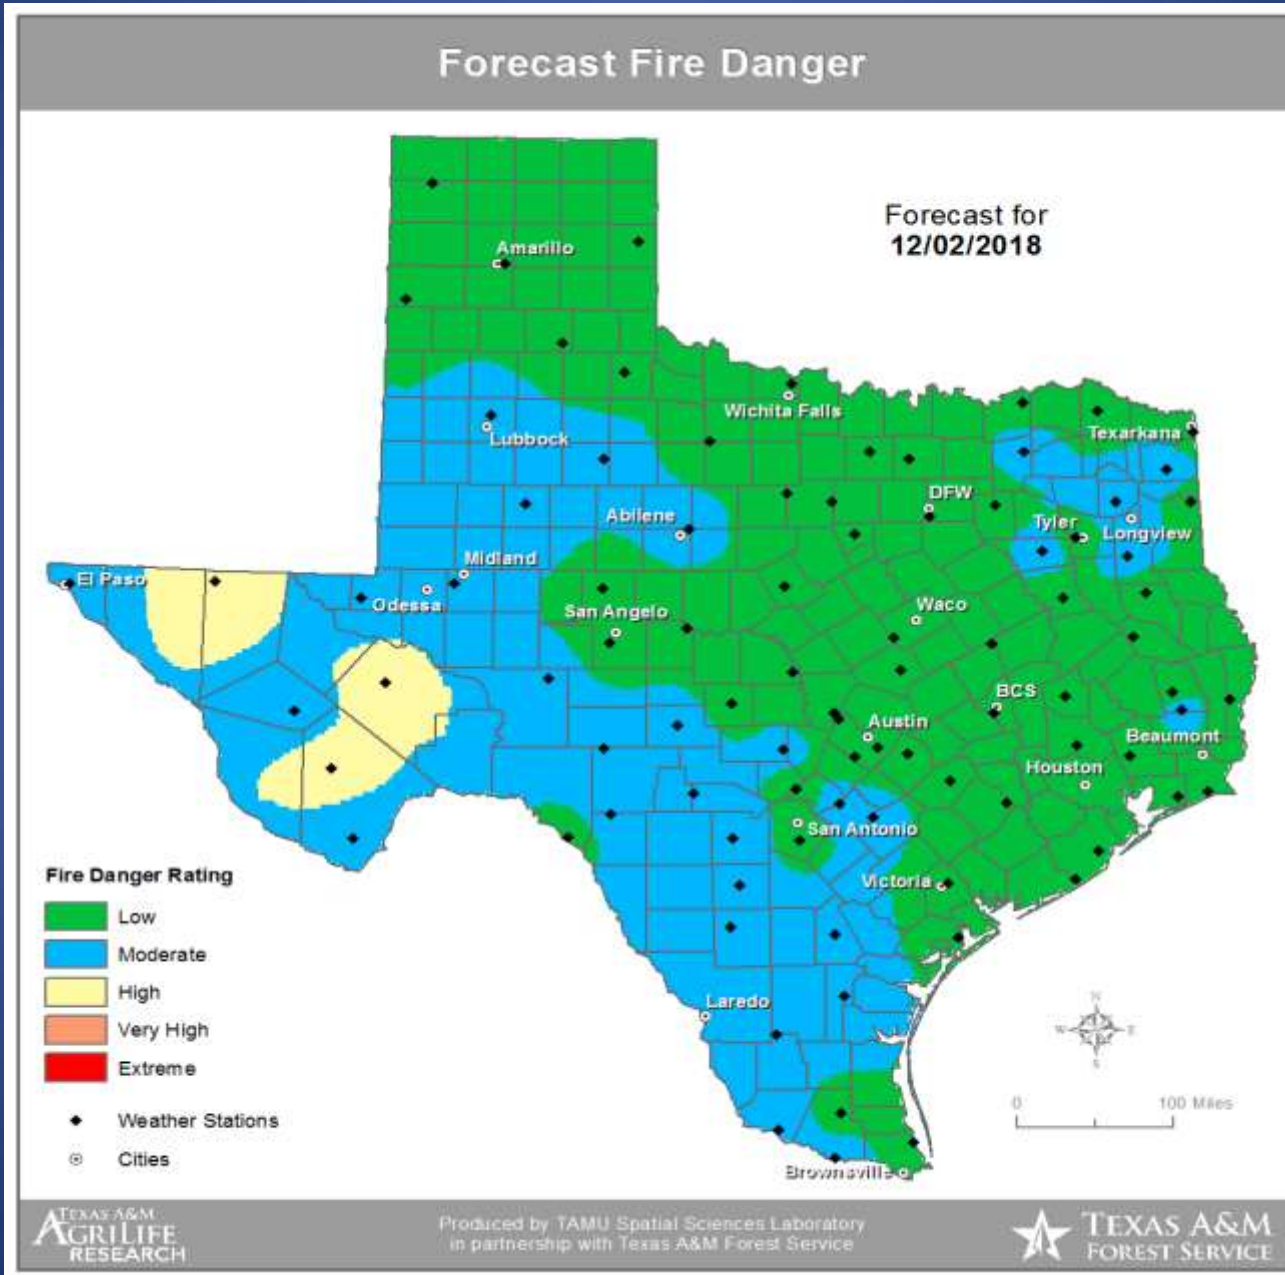 Forecast Fire Danger
Forecast for
12/02/2018
Amarillo
Wichita Falls
Lubbock
Texarkana
DFW
Abilene
Tyler
Longview
Midland
El Paso
Odessa
San Angelo
Waco
BCS
Austin
Beaumont
Houston
San Antonio
Victoria
Laredo
Brownsville
Fire Danger Rating
Low
Moderate
High
Very High
Extreme
Weather Stations
Cities
N
W E
S
0 100 Miles
TEXAS A&M
AGRILIFE
RESEARCH
Produced by TAMU Spatial Sciences Laboratory
in partnership with Texas A&M Forest Service
TEXAS A&M
FOREST SERVICE